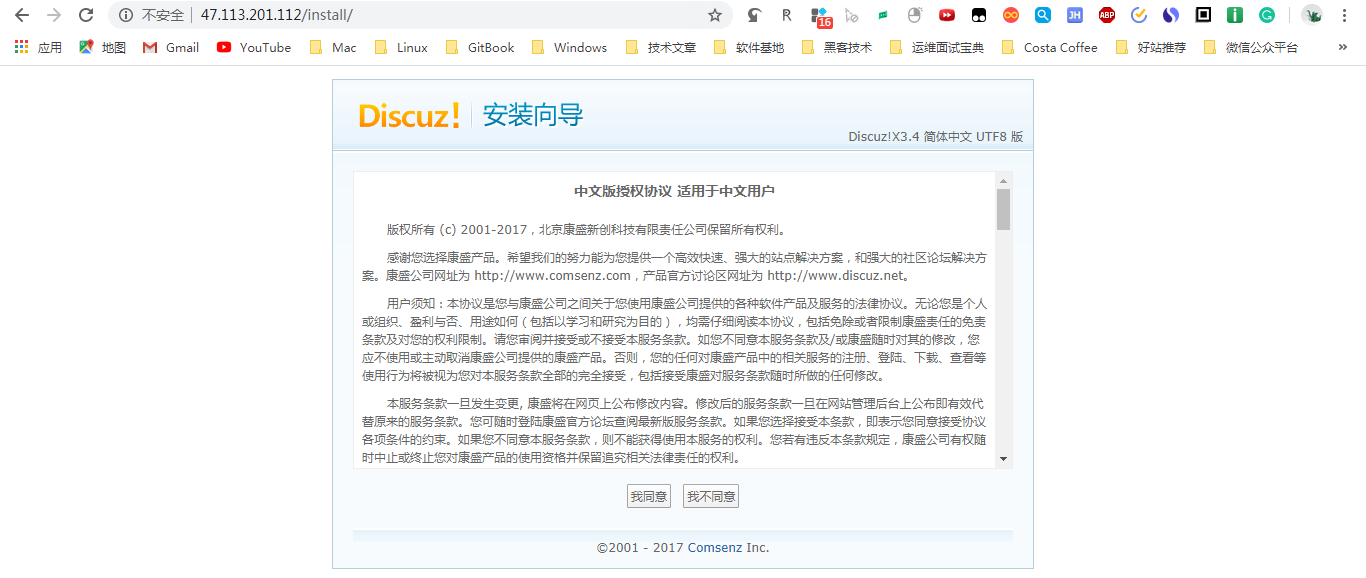 不安全 47.113.201.112/install/
16
ABP
JH
应用 地图 Gmail YouTube Mac Linux GitBook Windows 技术文章 软件基地 黑客技术 运维面试宝典 Costa Coffee 好站推荐 微信公众平台 »
Discuz! 安装向导
Discuz!X3.4 简体中文 UTF8 版
中文版授权协议 适用于中文用户
版权所有 (c) 2001-2017，北京康盛新创科技有限责任公司保留所有权利。
感谢您选择康盛产品。希望我们的努力能为您提供一个高效快速、强大的站点解决方案，和强大的社区论坛解决方
案。康盛公司网址为 http://www.comsenz.com，产品官方讨论区网址为 http://www.discuz.net。
用户须知：本协议是您与康盛公司之间关于您使用康盛公司提供的各种软件产品及服务的法律协议。无论您是个人
或组织、盈利与否、用途如何（包括以学习和研究为目的），均需仔细阅读本协议，包括免除或者限制康盛责任的免责
条款及对您的权利限制。请您审阅并接受或不接受本服务条款。如您不同意本服务条款及/或康盛随时对其的修改，您
应不使用或主动取消康盛公司提供的康盛产品。否则，您的任何对康盛产品中的相关服务的注册、登陆、下载、查看等
使用行为将被视为您对本服务条款全部的完全接受，包括接受康盛对服务条款随时所做的任何修改。
本服务条款一旦发生变更, 康盛将在网页上公布修改内容。修改后的服务条款一旦在网站管理后台上公布即有效代
替原来的服务条款。您可随时登陆康盛官方论坛查阅最新版服务条款。如果您选择接受本条款，即表示您同意接受协议
各项条件的约束。如果您不同意本服务条款，则不能获得使用本服务的权利。您若有违反本条款规定，康盛公司有权随
时中止或终止您对康盛产品的使用资格并保留追究相关法律责任的权利。
我同意 我不同意
©2001 - 2017 Comsenz Inc.